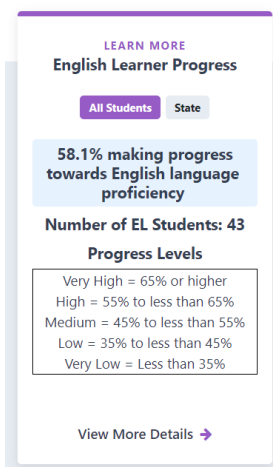 LEARN MORE
English Learner Progress
All Students State
58.1% making progress
towards English language
proficiency
Number of EL Students: 43
Progress Levels
Very High = 65% or higher
High = 55% to less than 65%
Medium = 45% to less than 55%
Low = 35% to less than 45%
Very Low = Less than 35%
View More Details